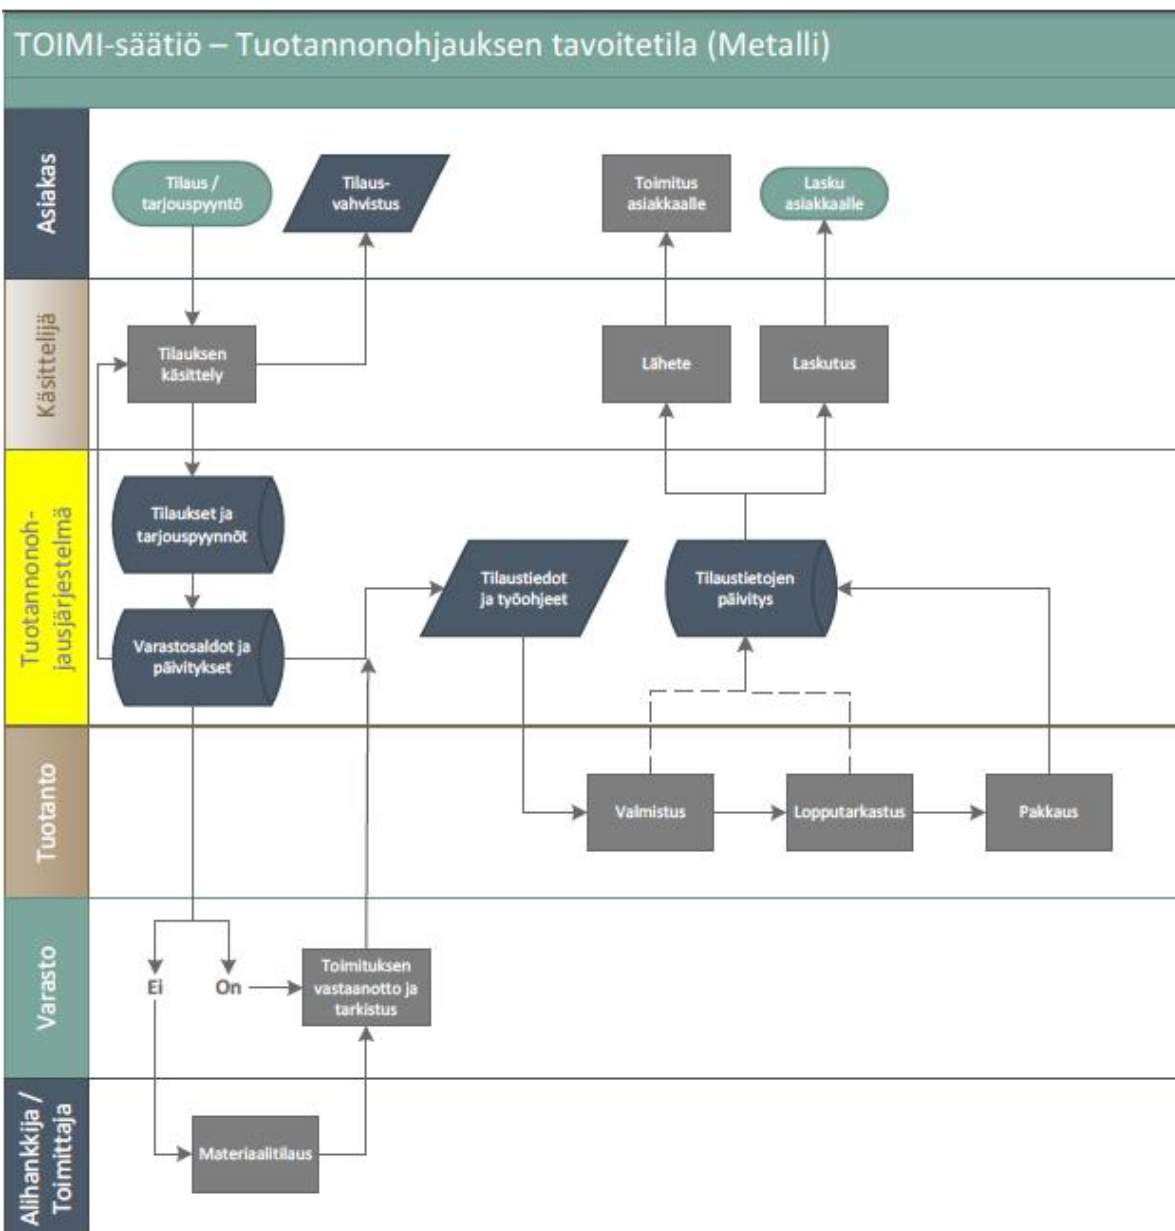 TOIMI-säätiö – Tuotannonohjauksen tavoitetila (Metalli)
Asiakas
Tilaus /
tarjouspyyntö
Tilaus-
vahvistus
Toimitus
asiakkaalle
Lasku
asiakkaalle
Käsittelijä
Tilauksen
käsittely
Lähete
Laskutus
Tuotannonoh-
jausjärjestelmä
Tilaukset ja
tarjouspyynnöt
Tilaustiedot
ja työohjeet
Tilaustietojen
päivitys
Varastosaldot ja
päivitykset
Tuotanto
Valmistus
Lopputarkastus
Pakkaus
Varasto
Ei
On
Toimituksen
vastaanotto ja
tarkistus
Alihankkija /
Toimittaja
Materiaalitilaus